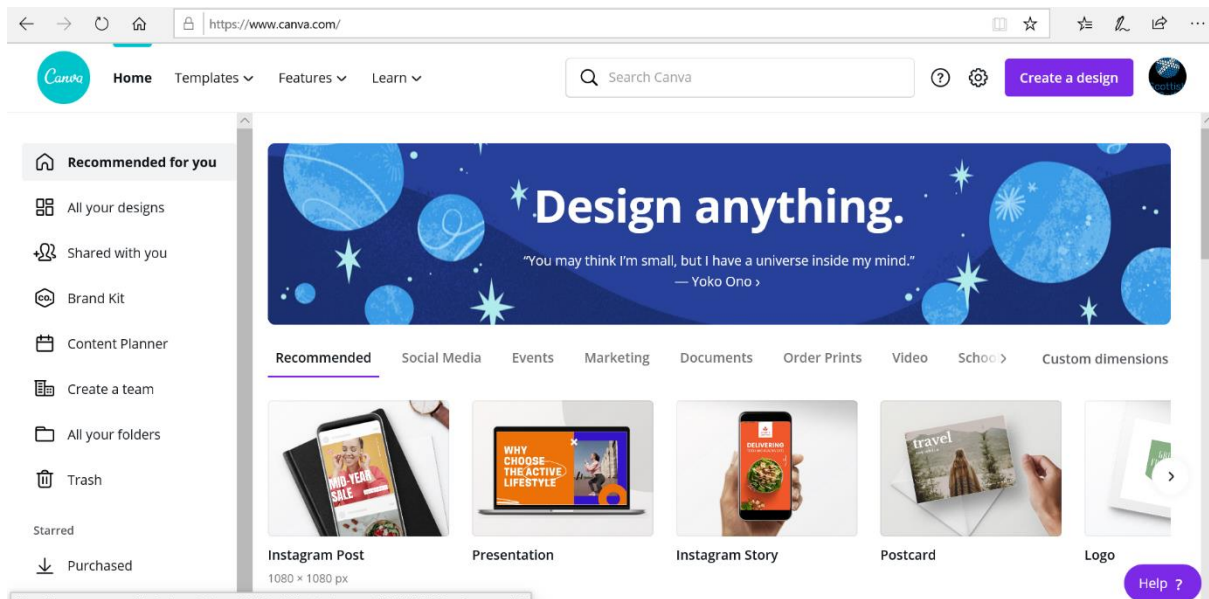 https://www.canva.com/
Canva
Home Templates Features Learn Search Canva ? Create a design
Recommended for you
All your designs
Shared with you
CO. Brand Kit
Content Planner
Create a team
All your folders
Trash
Starred
Purchased
Design anything.
“You may think I’m small, but I have a universe inside my mind.”
— Yoko Ono ›
Recommended Social Media Events Marketing Documents Order Prints Video School Custom dimensions
MID-YEAR
SALE
WHY
CHOOSE
THE ACTIVE
LIFESTYLE
DELIVERING
travel
Instagram Post Presentation Instagram Story Postcard Logo
1080 × 1080 px
Help ?